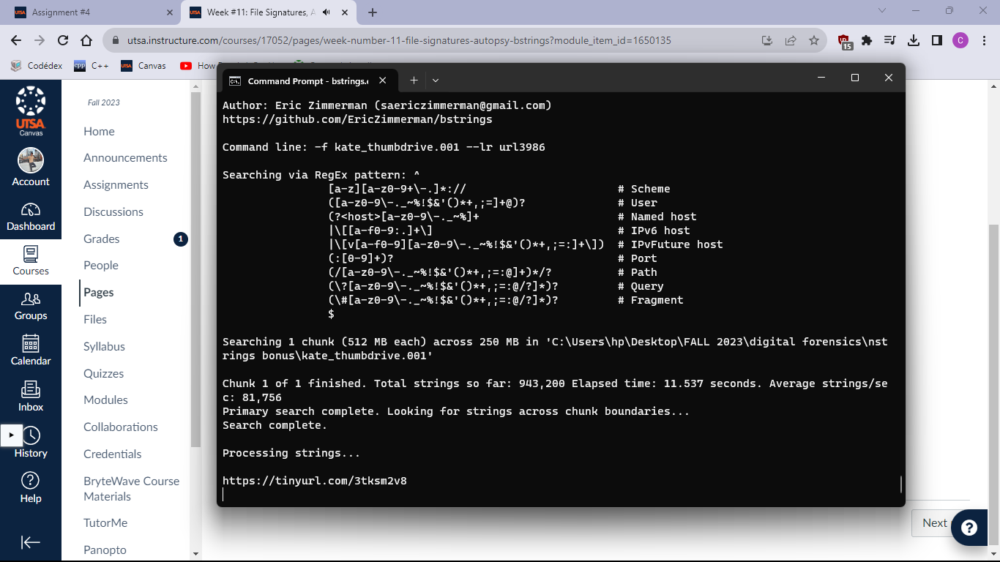 Assignment #4
Week #11: File Signatures, A
utsa.instructure.com/courses/17052/pages/week-number-11-file-signatures-autopsy-bstrings?module_item_id=1650135
15
C
Codédex
cpp
C++
UTSA
Canvas
How
UTSA
Canvas
Account
Dashboard
Courses
Groups
Calendar
Inbox
History
Help
Fall 2023
Home
Announcements
Assignments
Discussions
Grades
1
People
Pages
Files
Syllabus
Quizzes
Modules
Collaborations
Credentials
BryteWave Course
Materials
TutorMe
Panopto
Command Prompt - bstrings.e
Author: Eric Zimmerman (saericzimmerman@gmail.com)
https://github.com/EricZimmerman/bstrings
Command line: -f kate_thumbdrive.001 --lr url3986
Searching via RegEx pattern: ^
[a-z][a-z0-9+\-.]*:// # Scheme
([a-z0-9\-._~%!$&'()*+,;=]+@)? # User
(?<host>[a-z0-9\-._~%]+ # Named host
|\[[a-f0-9:.]+\] # IPv6 host
|\[v[a-f0-9][a-z0-9\-._~%!$&'()*+,;=:]+\]) # IPvFuture host
(:[0-9]+)? # Port
(/[a-z0-9\-._~%!$&'()*+,;=:@]+)*/? # Path
(\?[a-z0-9\-._~%!$&'()*+,;=:@/?]*)? # Query
(\#[a-z0-9\-._~%!$&'()*+,;=:@/?]*)? # Fragment
$
Searching 1 chunk (512 MB each) across 250 MB in 'C:\Users\hp\Desktop\FALL 2023\digital forensics\nst
rings bonus\kate_thumbdrive.001'
Chunk 1 of 1 finished. Total strings so far: 943,200 Elapsed time: 11.537 seconds. Average strings/se
c: 81,756
Primary search complete. Looking for strings across chunk boundaries...
Search complete.
Processing strings...
https://tinyurl.com/3tksm2v8
Next
?